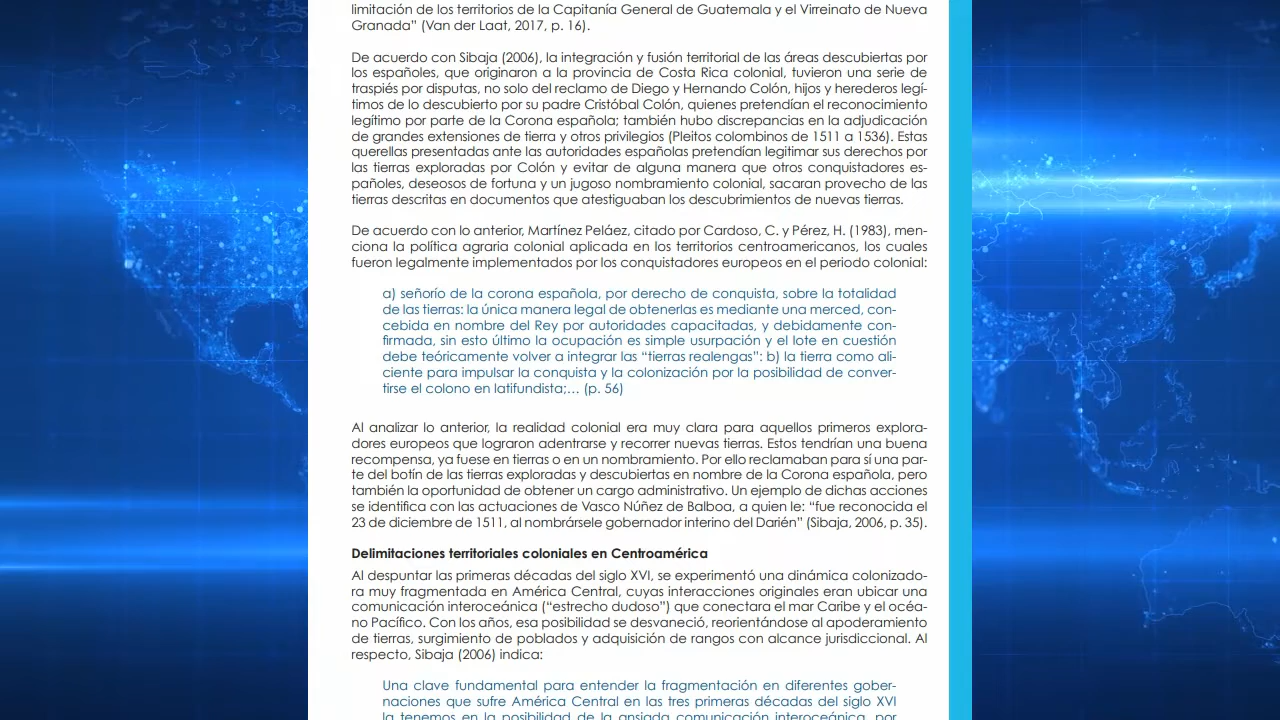 limitación de los territorios de la Capitanía General de Guatemala y el Virreinato de Nueva
Granada” (Van der Laat, 2017, p. 16).
De acuerdo con Sibaja (2006), la integración y fusión territorial de las áreas descubiertas por
los españoles, que originaron a la provincia de Costa Rica colonial, tuvieron una serie de
traspiés por disputas, no solo del reclamo de Diego y Hernando Colón, hijos y herederos legí-
timos de lo descubierto por su padre Cristóbal Colón, quienes pretendían el reconocimiento
legítimo por parte de la Corona española; también hubo discrepancias en la adjudicación
de grandes extensiones de tierra y otros privilegios (Pleitos colombinos de 1511 a 1536). Estas
querellas presentadas ante las autoridades españolas pretendían legitimar sus derechos por
las tierras exploradas por Colón y evitar de alguna manera que otros conquistadores es-
pañoles, deseosos de fortuna y un jugoso nombramiento colonial, sacaran provecho de las
tierras descritas en documentos que atestiguaban los descubrimientos de nuevas tierras.
De acuerdo con lo anterior, Martínez Peláez, citado por Cardoso, C. y Pérez, H. (1983), men-
ciona la política agraria colonial aplicada en los territorios centroamericanos, los cuales
fueron legalmente implementados por los conquistadores europeos en el periodo colonial:
a) señorío de la corona española, por derecho de conquista, sobre la totalidad
de las tierras: la única manera legal de obtenerlas es mediante una merced, con-
cebida en nombre del Rey por autoridades capacitadas, y debidamente con-
firmada, sin esto último la ocupación es simple usurpación y el lote en cuestión
debe teóricamente volver a integrar las “tierras realengas”: b) la tierra como ali-
ciente para impulsar la conquista y la colonización por la posibilidad de conver-
tirse el colono en latifundista;... (p. 56)
Al analizar lo anterior, la realidad colonial era muy clara para aquellos primeros explora-
dores europeos que lograron adentrarse y recorrer nuevas tierras. Estos tendrían una buena
recompensa, ya fuese en tierras o en un nombramiento. Por ello reclamaban para sí una par-
te del botín de las tierras exploradas y descubiertas en nombre de la Corona española, pero
también la oportunidad de obtener un cargo administrativo. Un ejemplo de dichas acciones
se identifica con las actuaciones de Vasco Núñez de Balboa, a quien le: “fue reconocida el
23 de diciembre de 1511, al nombrársele gobernador interino del Darién” (Sibaja, 2006, p. 35).
Delimitaciones territoriales coloniales en Centroamérica
Al despuntar las primeras décadas del siglo XVI, se experimentó una dinámica colonizado-
ra muy fragmentada en América Central, cuyas interacciones originales eran ubicar una
comunicación interoceánica (“estrecho dudoso”) que conectara el mar Caribe y el océa-
no Pacífico. Con los años, esa posibilidad se desvaneció, reorientándose al apoderamiento
de tierras, surgimiento de poblados y adquisición de rangos con alcance jurisdiccional. Al
respecto, Sibaja (2006) indica:
Una clave fundamental para entender la fragmentación en diferentes gober-
naciones que sufre América Central en las tres primeras décadas del siglo XVI
la tenemos en la posibilidad de la ansiada comunicación interoceánica, por